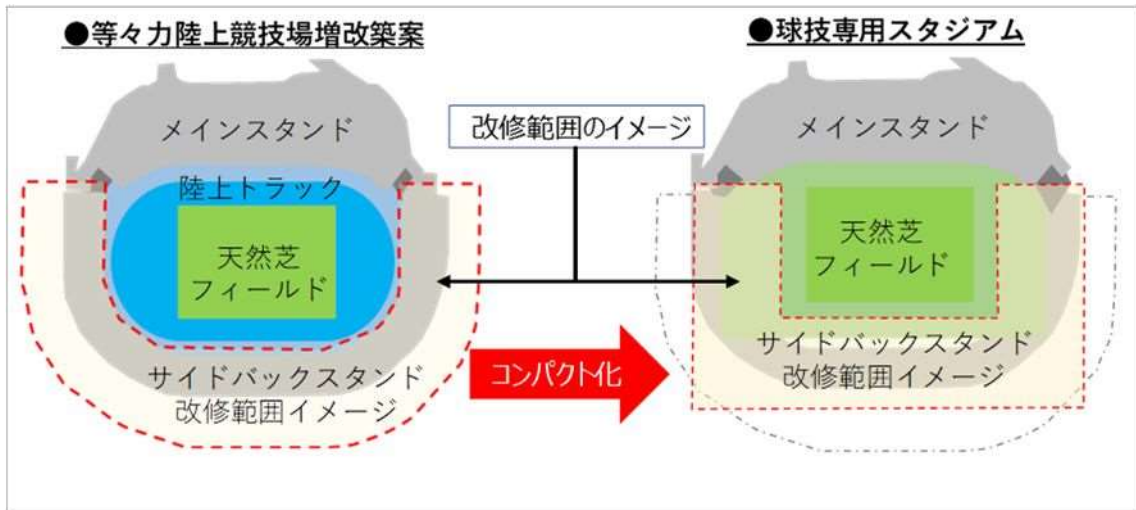 ●等々力陸上競技場増改築案
メインスタンド
陸上トラック
天然芝
フィールド
サイドバックスタンド
改修範囲イメージ
改修範囲のイメージ
コンパクト化
●球技専用スタジアム
メインスタンド
天然芝
フィールド
サイドバックスタンド
改修範囲イメージ